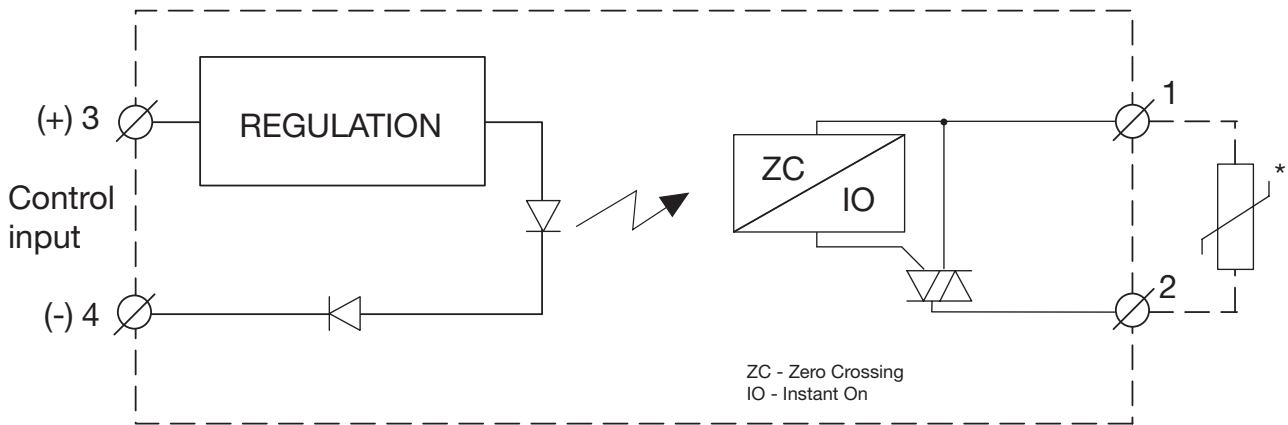 (+) 3
REGULATION
Control
input
(-) 4
ZC
IO
1
*
2
ZC - Zero Crossing
IO - Instant On